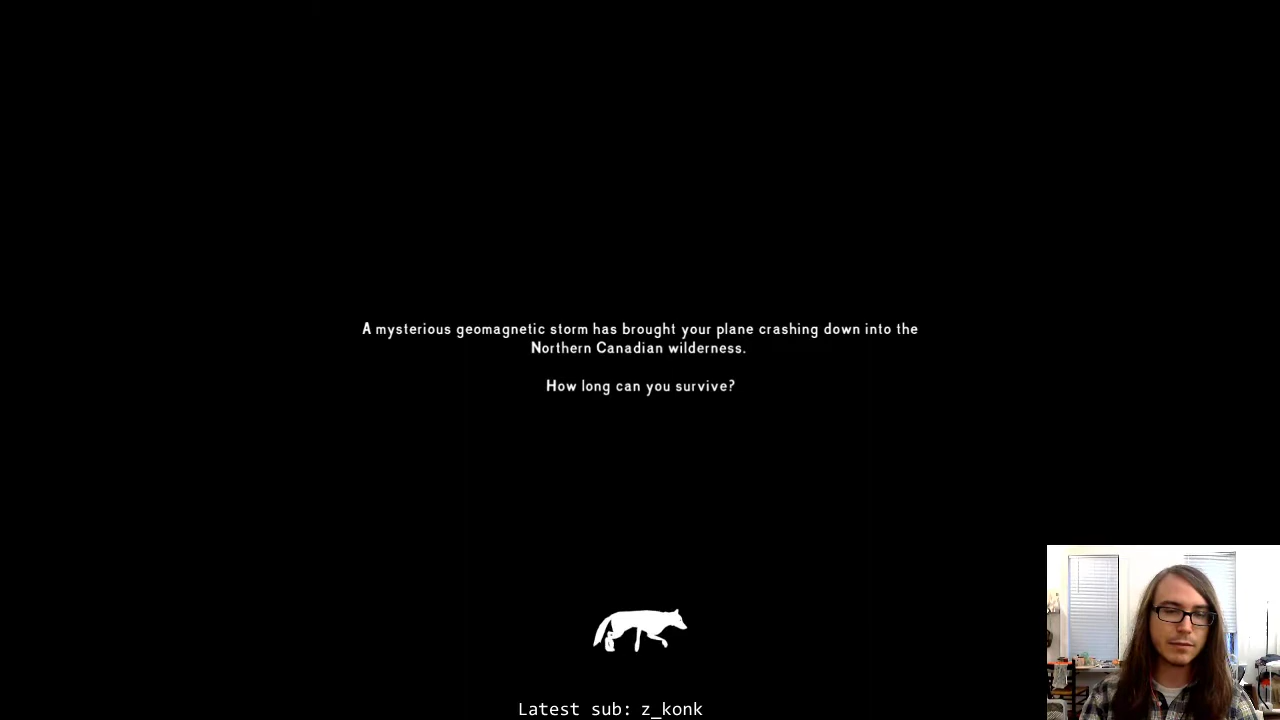 A mysterious geomagnetic storm has brought your plane crashing down into the
Northern Canadian wilderness.
How long can you survive?
Latest sub: z_konk